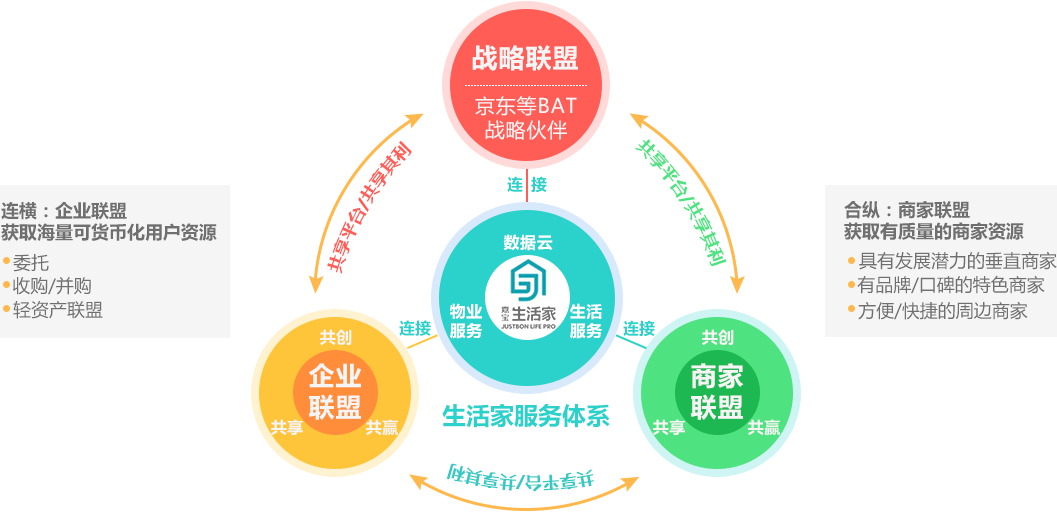 战略联盟
京东等BAT
战略伙伴
共享平台/共享其利
共享平台/共享其利
连 接
连横：企业联盟
获取海量可货币化用户资源
委托
收购/并购
轻资产联盟
合纵：商家联盟
获取有质量的商家资源
具有发展潜力的垂直商家
有品牌/口碑的特色商家
方便/快捷的周边商家
数据云
物业
服务
嘉宝
生活家
JUSTBON LIFE PRO
生活
服务
连接
连接
共创
企业
联盟
共享
共赢
生活家服务体系
共创
商家
联盟
共享
共赢
共享平台/共享其利